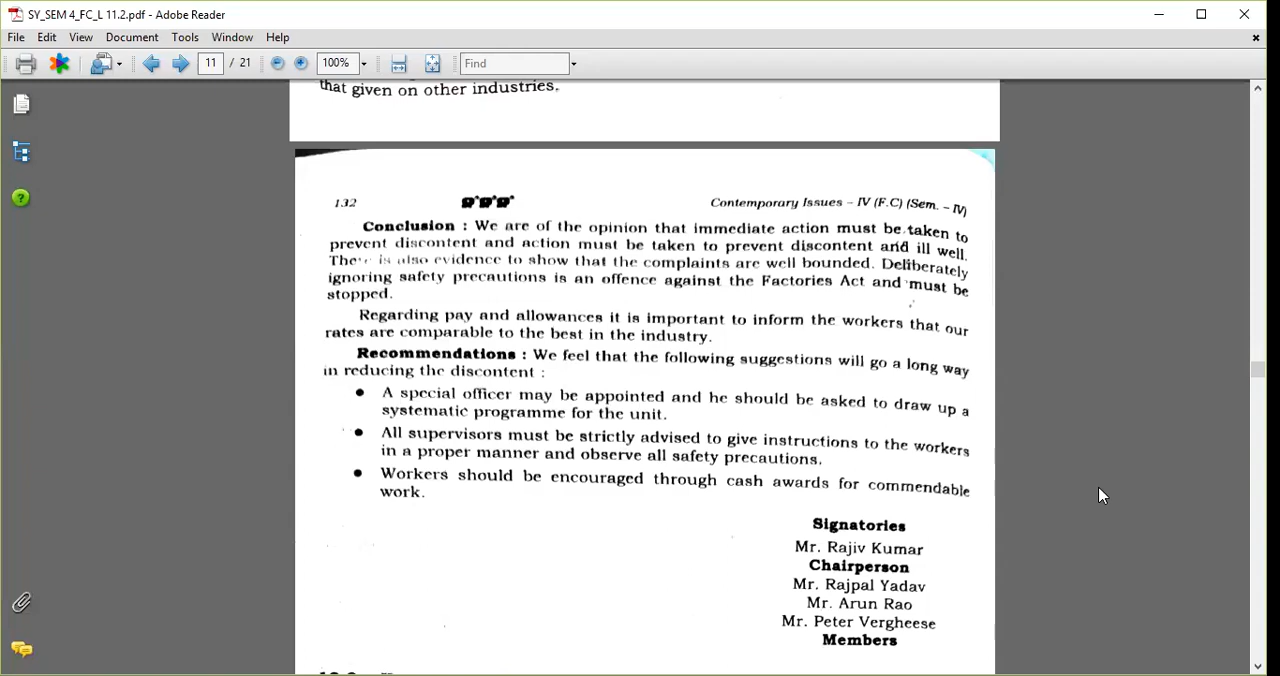 SY_SEM 4_FC_L 11.2.pdf - Adobe Reader
File Edit View Document Tools Window Help
11 / 21 100% Find
that given on other industries.
132 Contemporary Issues – IV (F.C) (Sem. – IV)
Conclusion : We are of the opinion that immediate action must be taken to
prevent discontent and action must be taken to prevent discontent and ill well.
There is also evidence to show that the complaints are well bounded. Deliberately
ignoring safety precautions is an offence against the Factories Act and must be
stopped.
Regarding pay and allowances it is important to inform the workers that our
rates are comparable to the best in the industry.
Recommendations : We feel that the following suggestions will go a long way
in reducing the discontent :
• A special officer may be appointed and he should be asked to draw up a
systematic programme for the unit.
• All supervisors must be strictly advised to give instructions to the workers
in a proper manner and observe all safety precautions.
• Workers should be encouraged through cash awards for commendable
work.
Signatories
Mr. Rajiv Kumar
Chairperson
Mr. Rajpal Yadav
Mr. Arun Rao
Mr. Peter Vergheese
Members